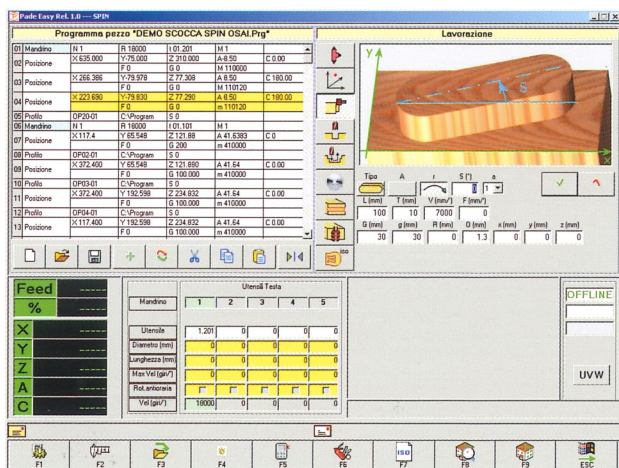 Pade Easy Rel. 1.0 --- SPIN
Programma pezzo "DEMO SCOCCA SPIN OSAI.Prg"
Lavorazione
01 Mandrino N 1 R 18000 I 01.201 M 1
02 Posizione X 635.000 Y-75.000 Z 310.000 A-8.50 C 0.00
F 0 G 0 M 110000
03 Posizione X 266.386 Y-79.978 Z 77.308 A 8.50 C 180.00
F 0 G 0 M 110120
04 Posizione X 223.690 Y-79.830 Z 77.290 A 8.50 C 180.00
F 0 G 0 m 110120
05 Profilo OP20-01 C:\Program S 0
06 Mandrino N 1 R 18000 I 01.101 M 1
07 Posizione X 117.4 Y 65.548 Z 121.88 A 41.6383 C 0
F 0 G 200 m 410000
08 Profilo OP02-01 C:\Program S 0
09 Posizione X 372.400 Y 65.548 Z 121.880 A 41.64 C 0.00
F 0 G 100.000 m 410000
10 Profilo OP03-01 C:\Program S 0
11 Posizione X 372.400 Y 192.598 Z 234.832 A 41.64 C 0.00
F 0 G 100.000 m 410000
12 Profilo OP04-01 C:\Program S 0
13 Posizione X 117.400 Y 192.598 Z 234.832 A 41.64 C 0.00
F 0 G 100.000 m 410000
Y
S
X
iso
Tipo A r S (°) a
0 1
L (mm) T (mm) V (mm/') F (mm/')
100 10 7000 0
G (mm) g (mm) R (mm) O (mm) x (mm) y (mm) z (mm)
30 30 0 1.3 0 0 0
Feed -----
% -----
X -----
Y -----
Z -----
A -----
C -----
Utensili Testa
Mandrino 1 2 3 4 5
Utensile 1.201 0 0 0 0
Diametro (mm) 0 0 0 0 0
Lunghezza (mm) 0 0 0 0 0
Max Vel (giri/') 0 0 0 0 0
Rot.antioraria
Vel (giri/') 18000 0 0 0 0
OFFLINE
UVW
ISO
F1 F2 F3 F4 F5 F6 F7 F8 F9 ESC